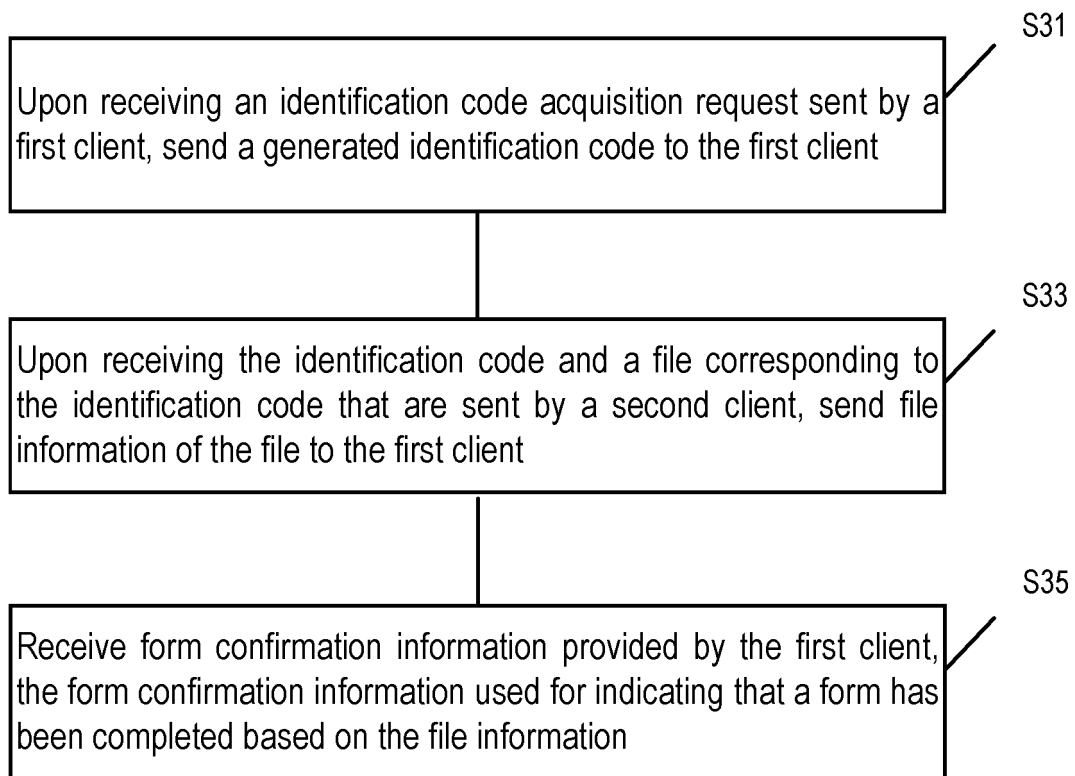 S31
Upon receiving an identification code acquisition request sent by a
first client, send a generated identification code to the first client
S33
Upon receiving the identification code and a file corresponding to
the identification code that are sent by a second client, send file
information of the file to the first client
S35
Receive form confirmation information provided by the first client,
the form confirmation information used for indicating that a form has
been completed based on the file information